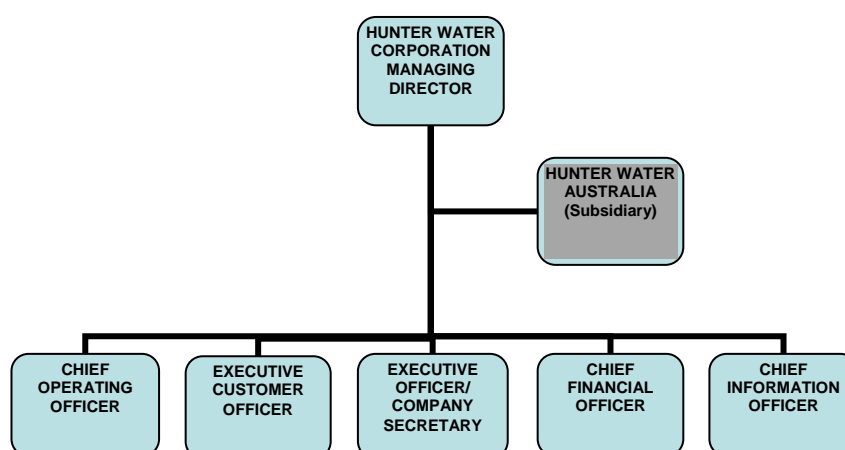 HUNTER WATER
CORPORATION
MANAGING
DIRECTOR
HUNTER WATER
AUSTRALIA
(Subsidiary)
CHIEF
OPERATING
OFFICER
EXECUTIVE
CUSTOMER
OFFICER
EXECUTIVE
OFFICER/
COMPANY
SECRETARY
CHIEF
FINANCIAL
OFFICER
CHIEF
INFORMATION
OFFICER